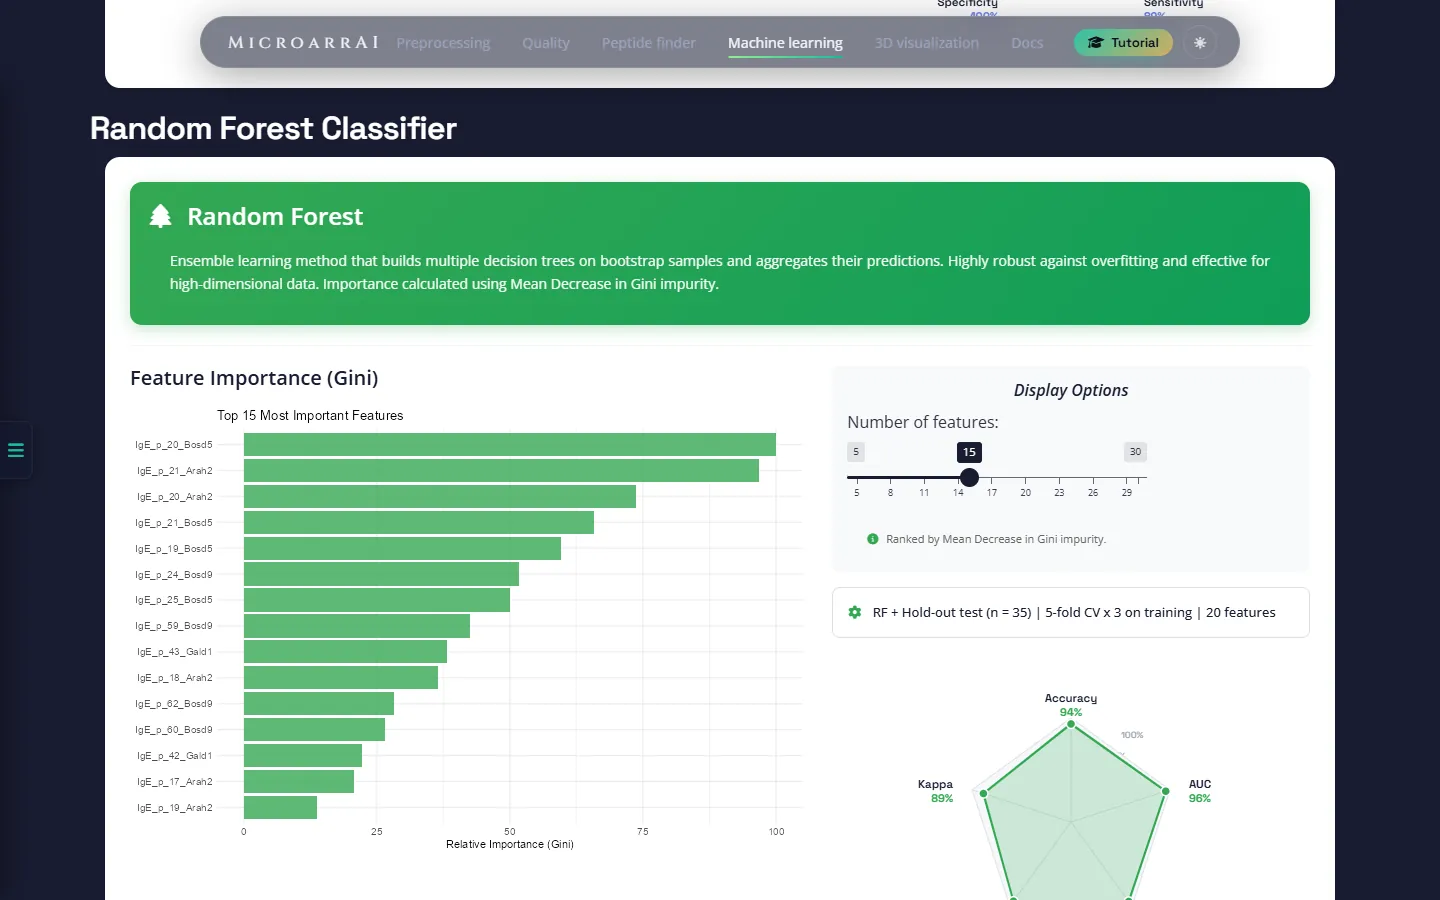 Specificity
100%
Sensitivity
89%
MICROARRAI
Preprocessing
Quality
Peptide finder
Machine learning
3D visualization
Docs
Tutorial
Random Forest Classifier
Random Forest
Ensemble learning method that builds multiple decision trees on bootstrap samples and aggregates their predictions. Highly robust against overfitting and effective for
high-dimensional data. Importance calculated using Mean Decrease in Gini impurity.
Feature Importance (Gini)
Top 15 Most Important Features
IgE_p_20_Bosd5
IgE_p_21_Arah2
IgE_p_20_Arah2
IgE_p_21_Bosd5
IgE_p_19_Bosd5
IgE_p_24_Bosd9
IgE_p_25_Bosd5
IgE_p_59_Bosd9
IgE_p_43_Gald1
IgE_p_18_Arah2
IgE_p_62_Bosd9
IgE_p_60_Bosd9
IgE_p_42_Gald1
IgE_p_17_Arah2
IgE_p_19_Arah2
0 25 50 75 100
Relative Importance (Gini)
Display Options
Number of features:
5 15 30
5 8 11 14 17 20 23 26 29
Ranked by Mean Decrease in Gini impurity.
RF + Hold-out test (n = 35) | 5-fold CV x 3 on training | 20 features
Accuracy
94%
100%
Kappa
89%
AUC
96%